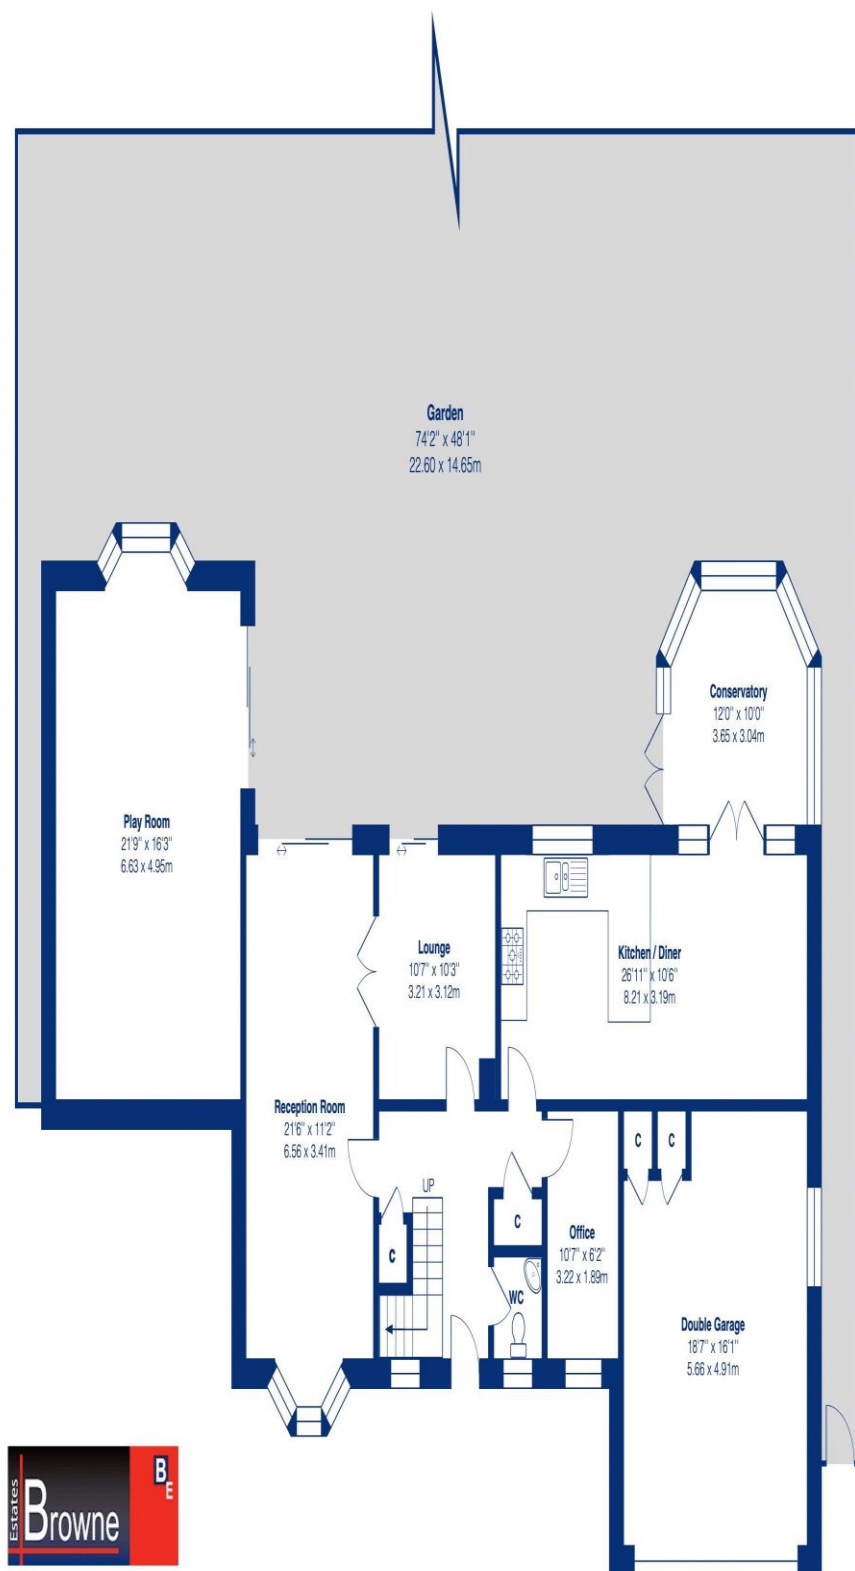 Garden
74'2" x 48'1"
22.60 x 14.65m
Conservatory
12'0" x 10'0"
3.65 x 3.04m
Play Room
21'9" x 16'3"
6.63 x 4.95m
Lounge
10'7" x 10'3"
3.21 x 3.12m
Kitchen / Diner
26'11" x 10'6"
8.21 x 3.19m
Reception Room
21'6" x 11'2"
6.56 x 3.41m
C
C
UP
C
C
Office
10'7" x 6'2"
3.22 x 1.89m
WC
Double Garage
18'7" x 16'1"
5.66 x 4.91m
Estates
Browne
B
E